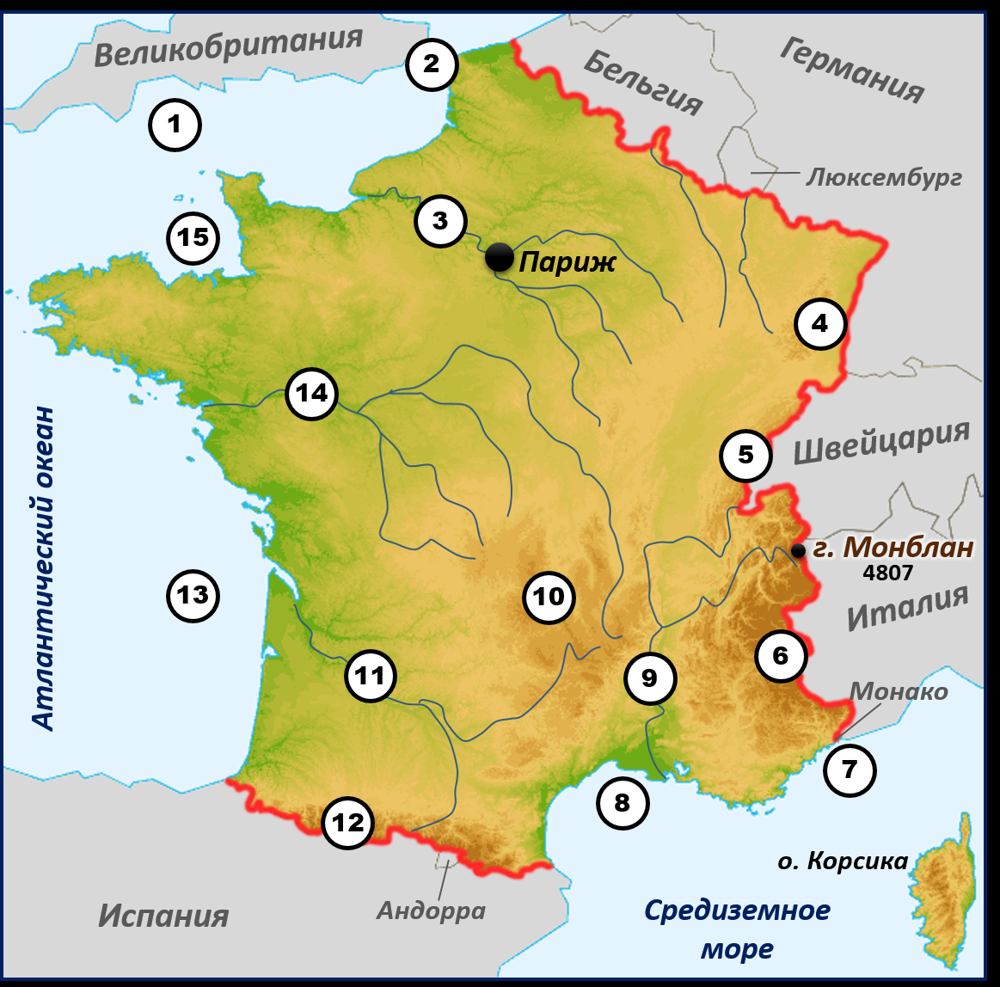 Великобритания
Германия
2
Бельгия
1
Люксембург
3
15
Париж
4
14
Швейцария
5
Атлантический океан
г. Монблан
4807
13
10
Италия
6
11
9
Монако
7
8
12
о. Корсика
Испания
Андорра
Средиземное
море